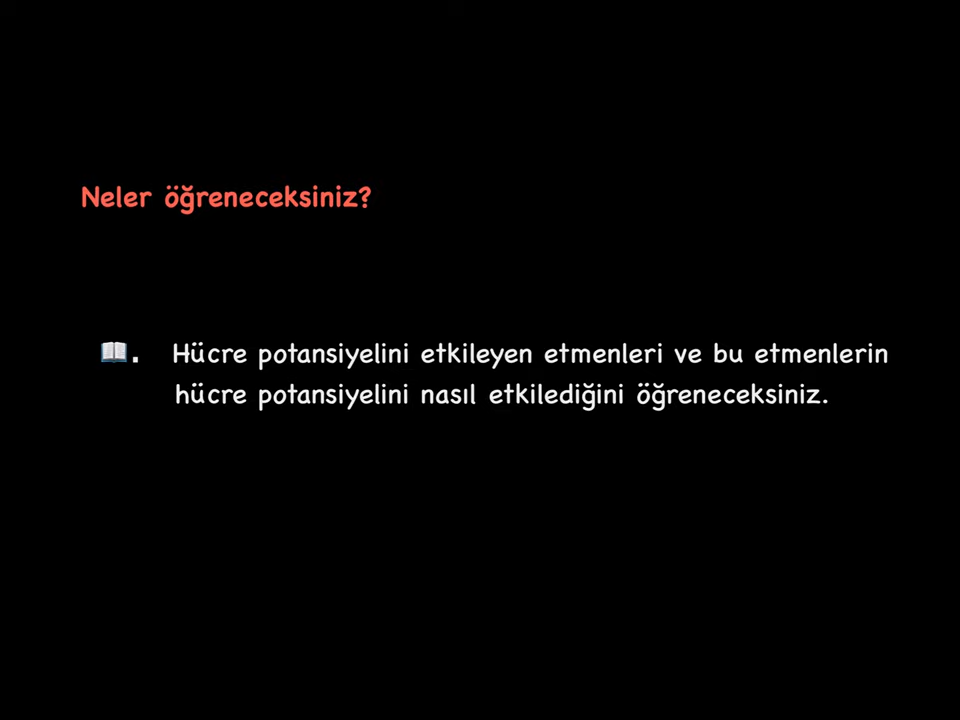 Neler öğreneceksiniz?
📖. Hücre potansiyelini etkileyen etmenleri ve bu etmenlerin
hücre potansiyelini nasıl etkilediğini öğreneceksiniz.